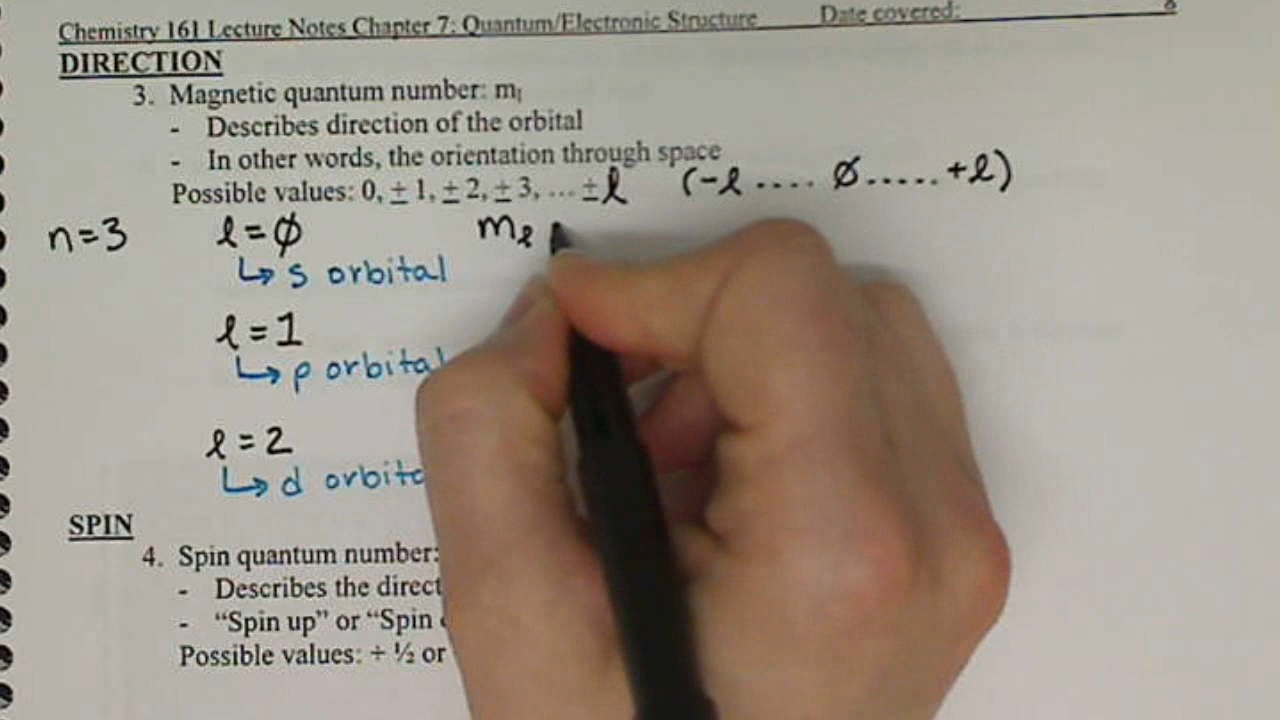 Chemistry 161 Lecture Notes Chapter 7: Quantum/Electronic Structure Date covered: 8
DIRECTION
3. Magnetic quantum number: mₗ
- Describes direction of the orbital
- In other words, the orientation through space
Possible values: 0, ± 1, ± 2, ± 3, … ± ℓ (-ℓ .... ∅ ..... +ℓ)
n=3 ℓ=∅ mℓ
↳ s orbital
ℓ=1
↳ p orbital
ℓ=2
↳ d orbita
SPIN
4. Spin quantum number:
- Describes the direct
- “Spin up” or “Spin
Possible values: + ½ or